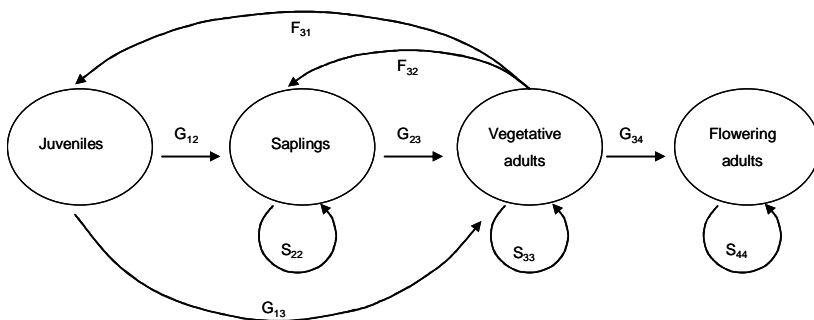 F31
F32
Juveniles
G12
Saplings
G23
Vegetative
adults
G34
Flowering
adults
S22
S33
S44
G13